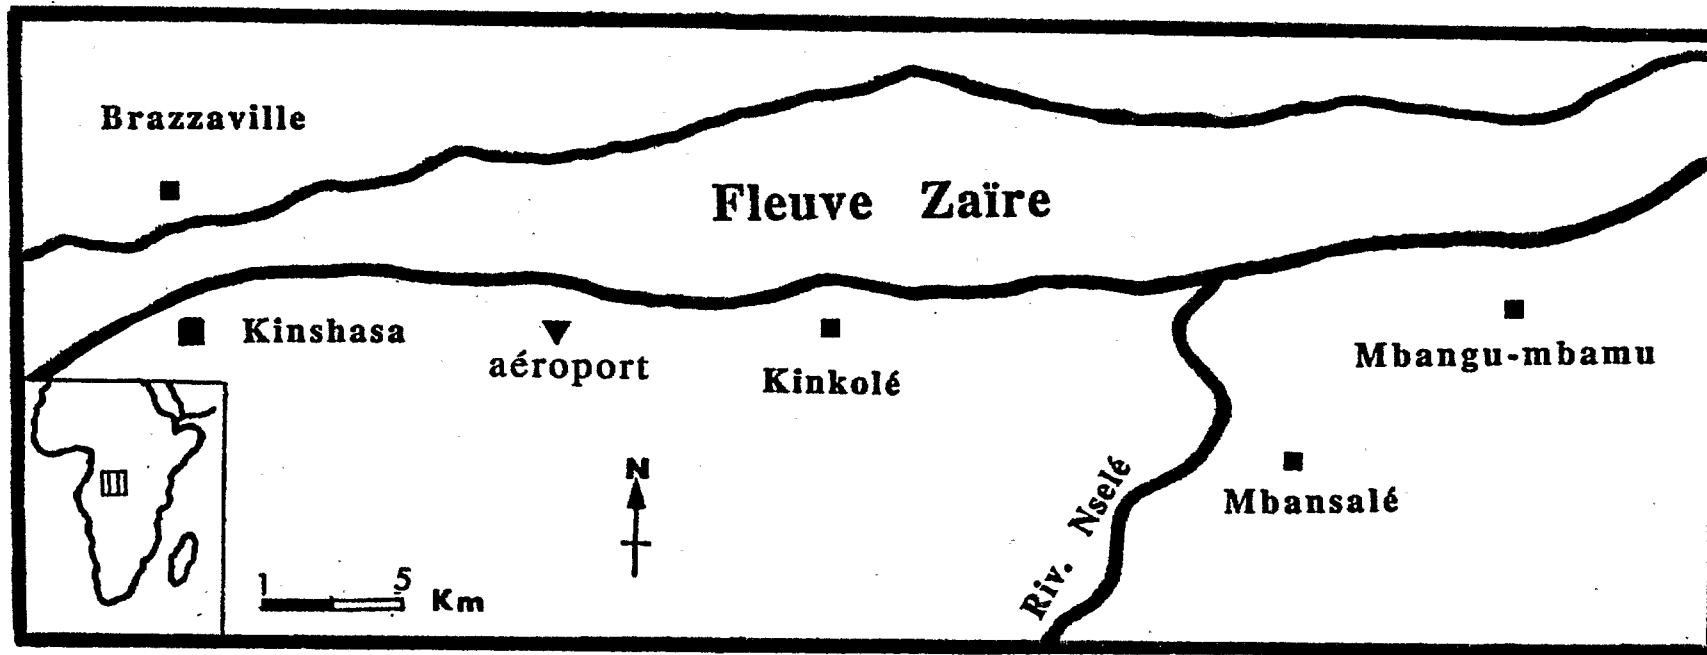 Brazzaville
Fleuve Zaïre
Kinshasa
aéroport
Kinkolé
Mbangu-mbamu
Mbansalé
Riv. Nselé
N
1 5 Km